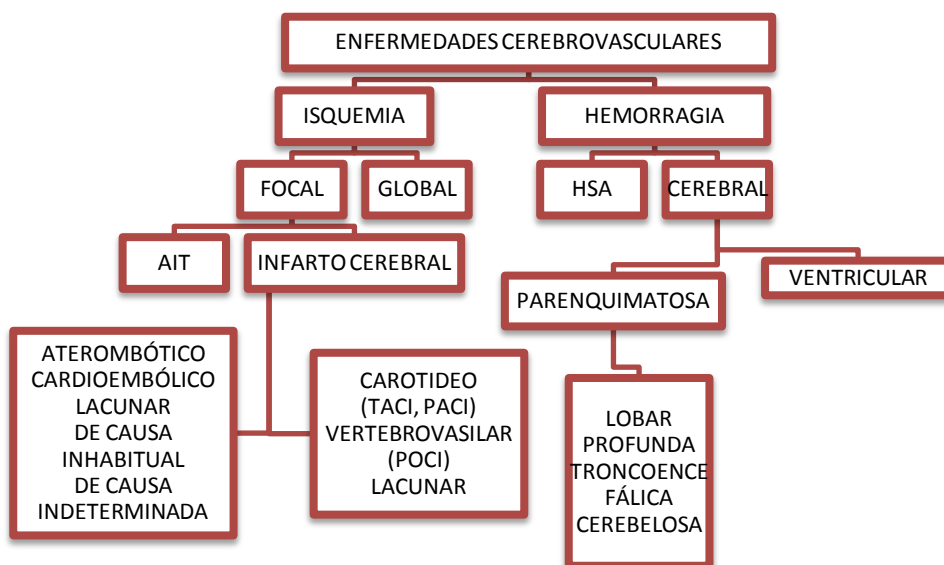 ENFERMEDADES CEREBROVASCULARES
ISQUEMIA
HEMORRAGIA
FOCAL
GLOBAL
HSA
CEREBRAL
AIT
INFARTO CEREBRAL
PARENQUIMATOSA
VENTRICULAR
ATEROMBÓTICO
CARDIOEMBÓLICO
LACUNAR
DE CAUSA
INHABITUAL
DE CAUSA
INDETERMINADA
CAROTIDEO
(TACI, PACI)
VERTEBROVASILAR
(POCI)
LACUNAR
LOBAR
PROFUNDA
TRONCOENCE
FÁLICA
CEREBELOSA